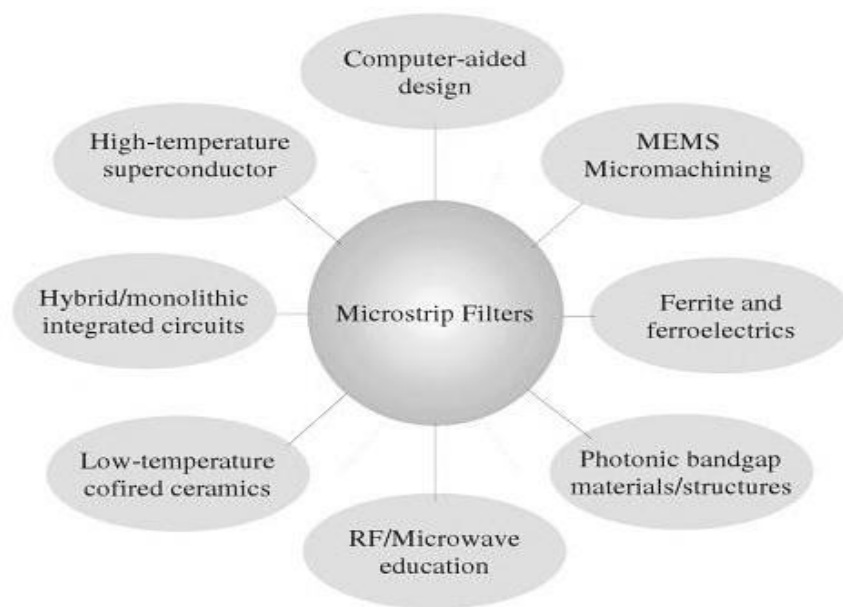 Computer-aided
design
High-temperature
superconductor
MEMS
Micromachining
Hybrid/monolithic
integrated circuits
Microstrip Filters
Ferrite and
ferroelectrics
Low-temperature
cofired ceramics
Photonic bandgap
materials/structures
RF/Microwave
education